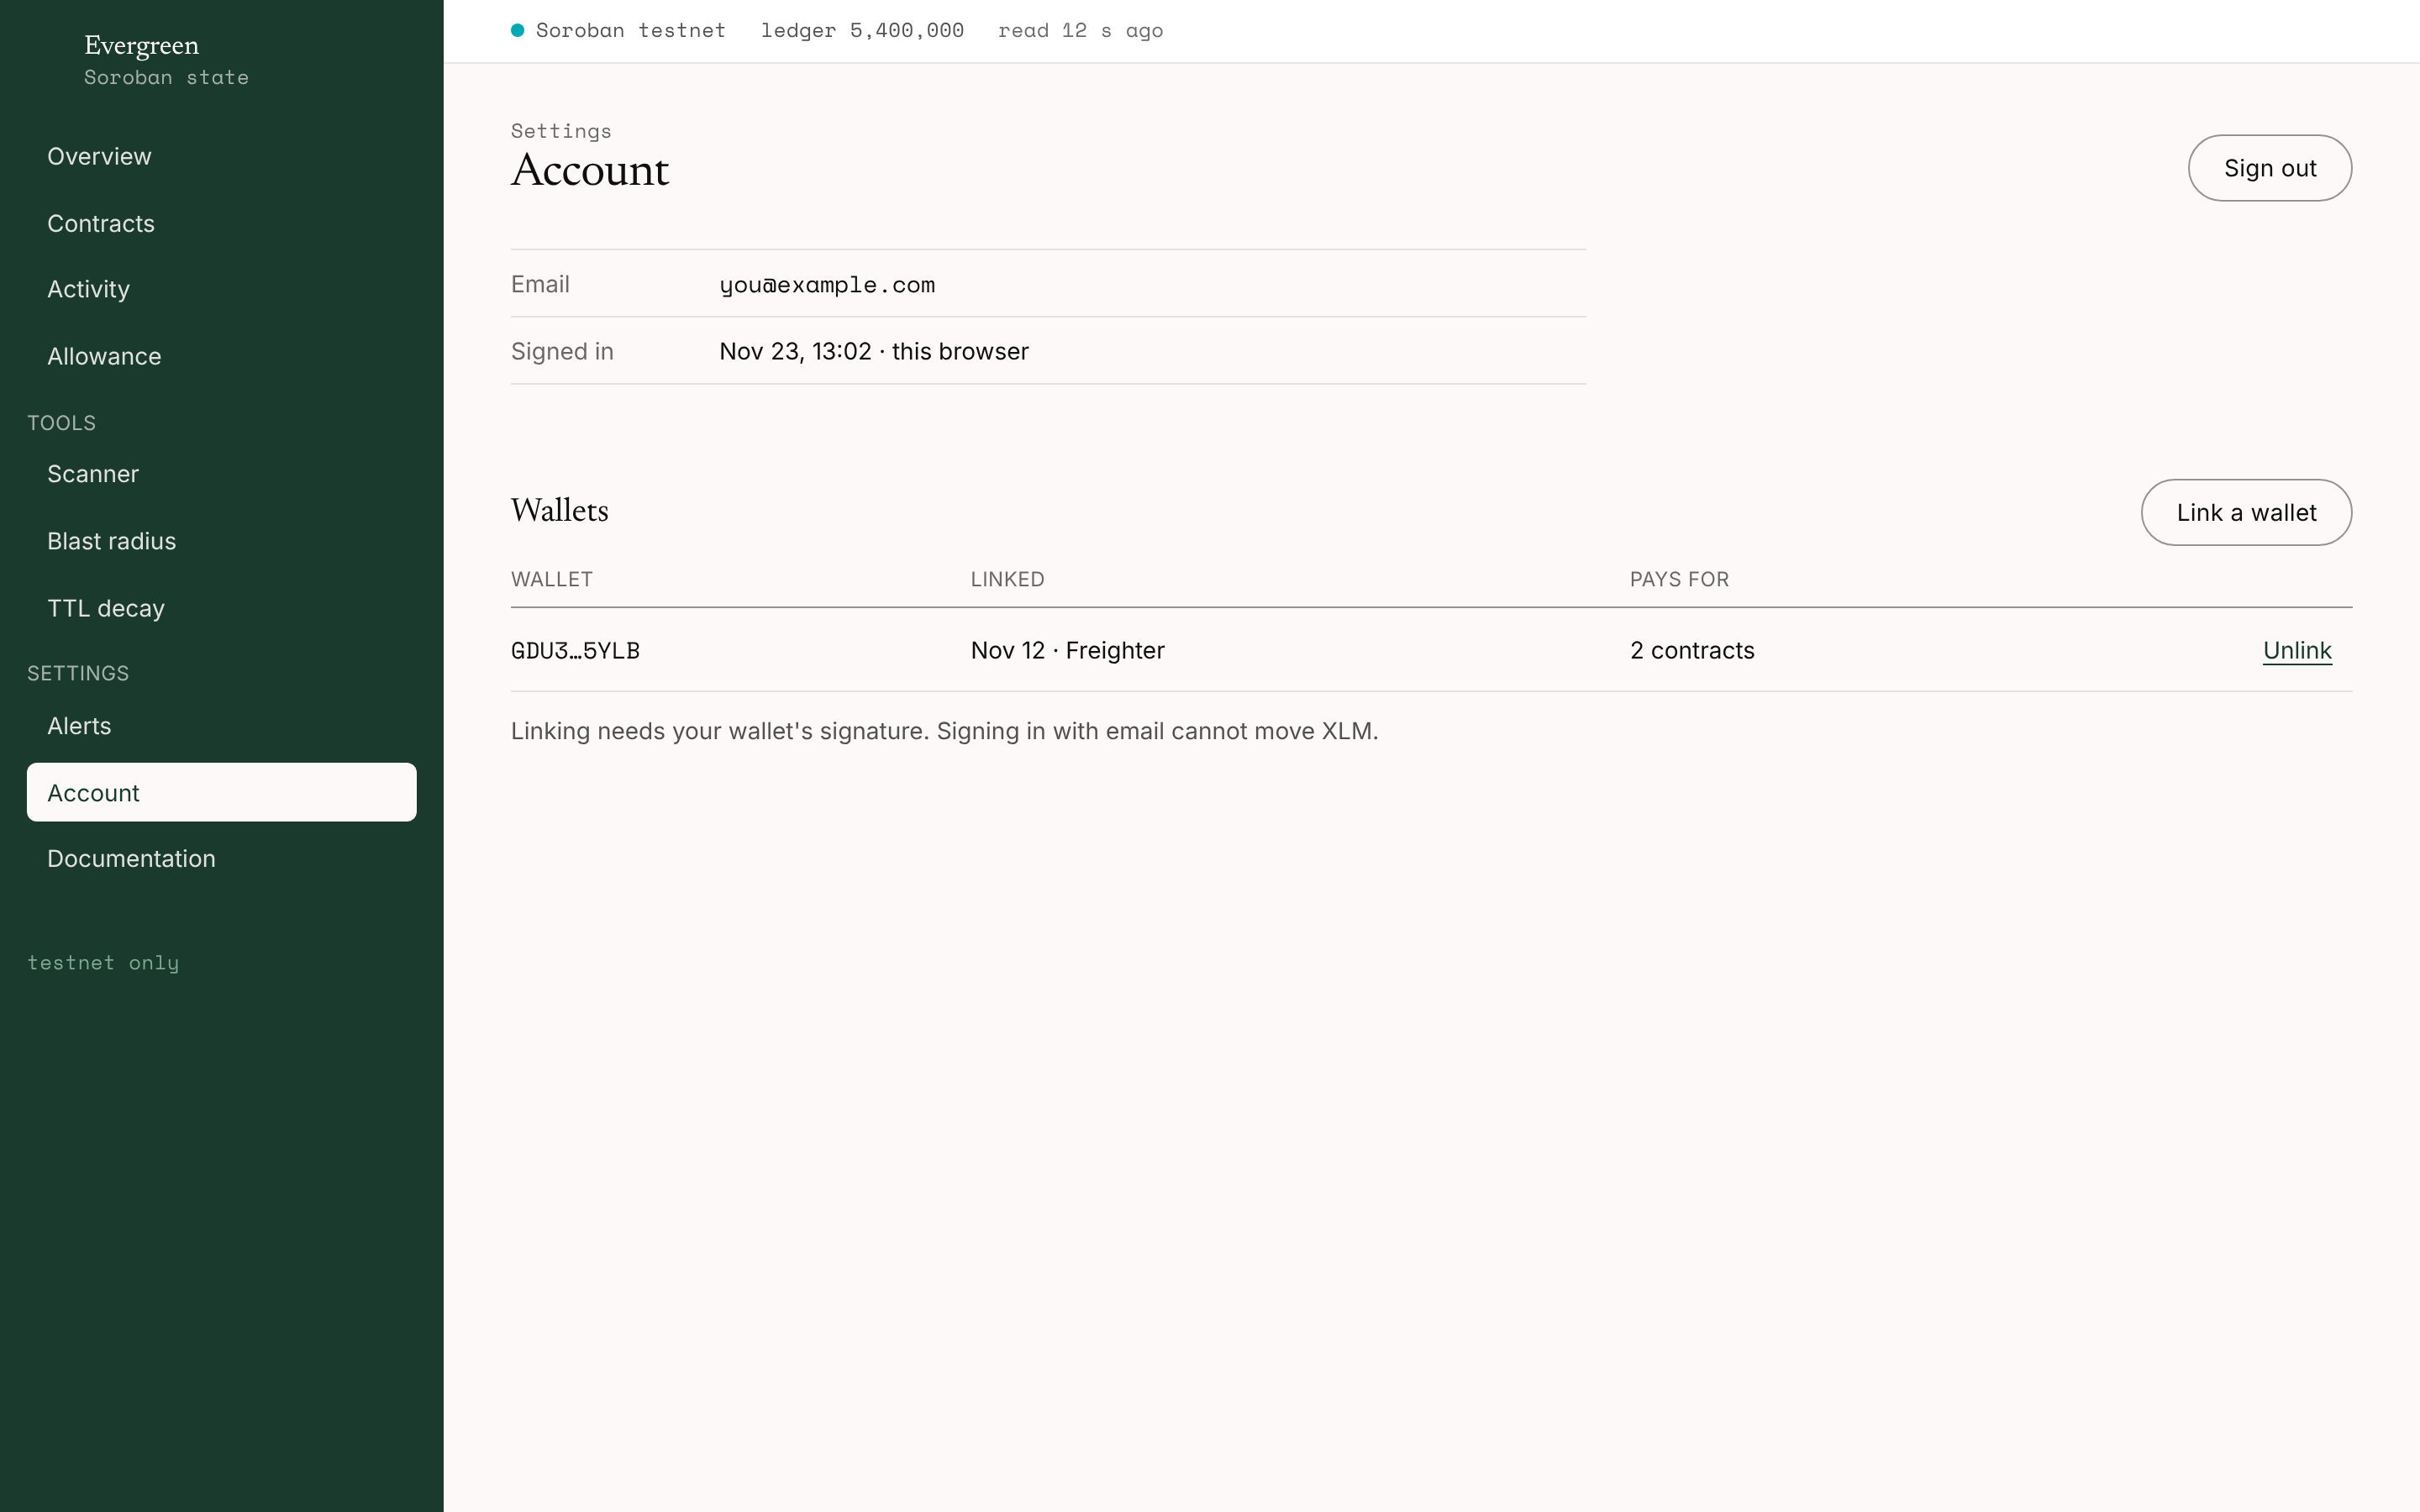 Evergreen
Soroban state
Overview
Contracts
Activity
Allowance
TOOLS
Scanner
Blast radius
TTL decay
SETTINGS
Alerts
Account
Documentation
testnet only
Soroban testnet ledger 5,400,000 read 12 s ago
Settings
Account
Sign out
Email you@example.com
Signed in Nov 23, 13:02 · this browser
Wallets
Link a wallet
WALLET LINKED PAYS FOR
GDU3…5YLB Nov 12 · Freighter 2 contracts Unlink
Linking needs your wallet's signature. Signing in with email cannot move XLM.